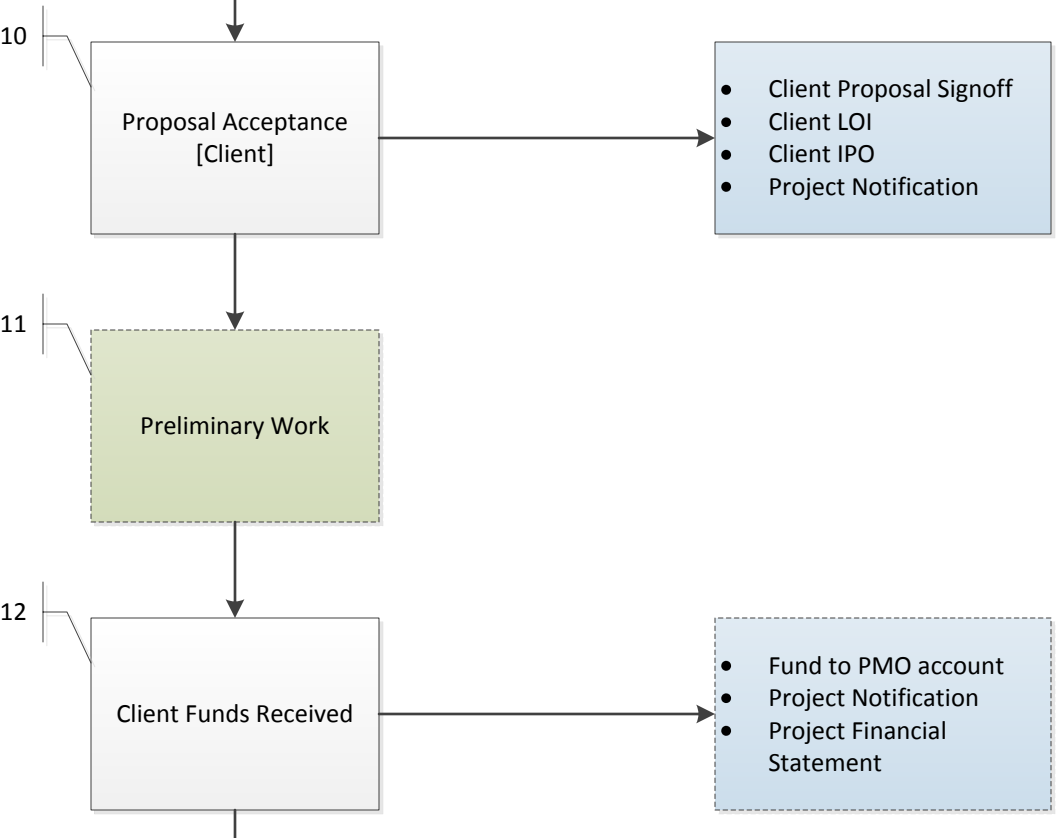 10
Proposal Acceptance
[Client]
• Client Proposal Signoff
• Client LOI
• Client IPO
• Project Notification
11
Preliminary Work
12
Client Funds Received
• Fund to PMO account
• Project Notification
• Project Financial
Statement